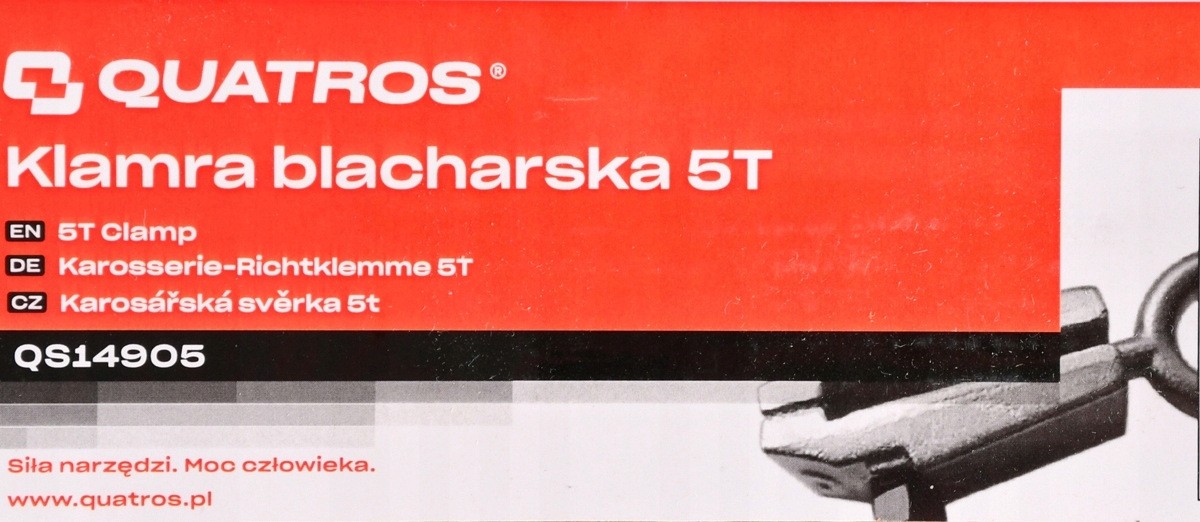 QUATROS®
Klamra blacharska 5T
EN 5T Clamp
DE Karosserie-Richtklemme 5T
CZ Karosářská svěrka 5t
QS14905
Siła narzędzi. Moc człowieka.
www.quatros.pl